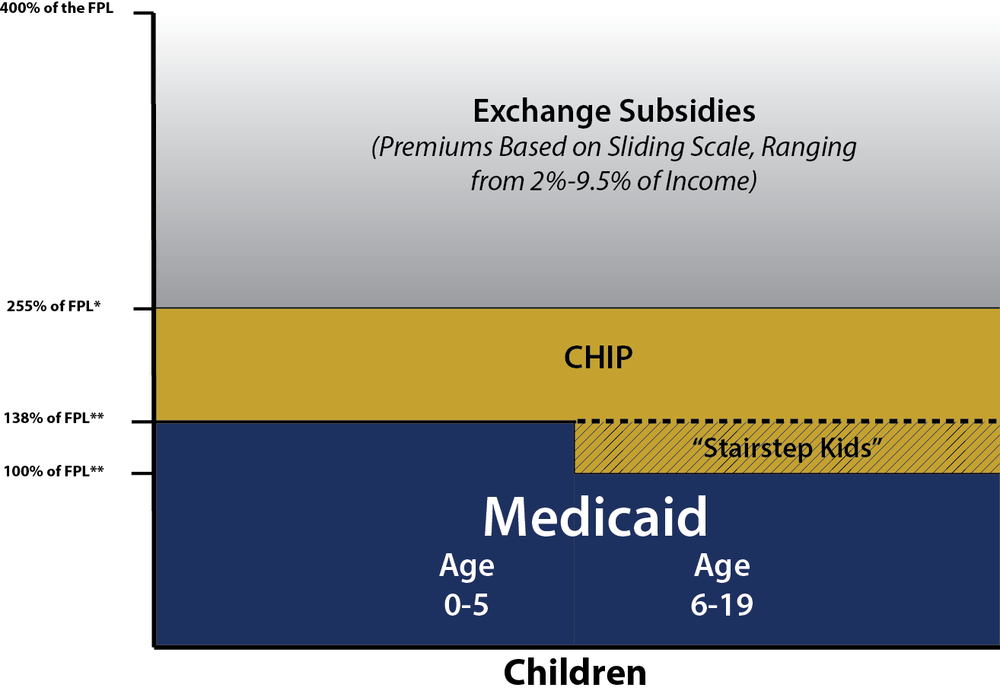 400% of the FPL
Exchange Subsidies
(Premiums Based on Sliding Scale, Ranging
from 2%-9.5% of Income)
255% of FPL*
CHIP
138% of FPL**
“Stairstep Kids”
100% of FPL**
Medicaid
Age
0-5
Age
6-19
Children